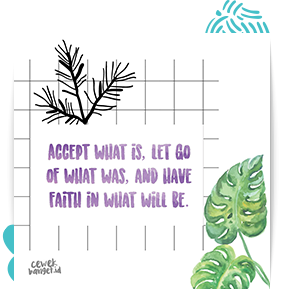 ACCEPT WHAT IS, LET GO
OF WHAT WAS, AND HAVE
FAITH IN WHAT WILL BE.
cewek
banget.id